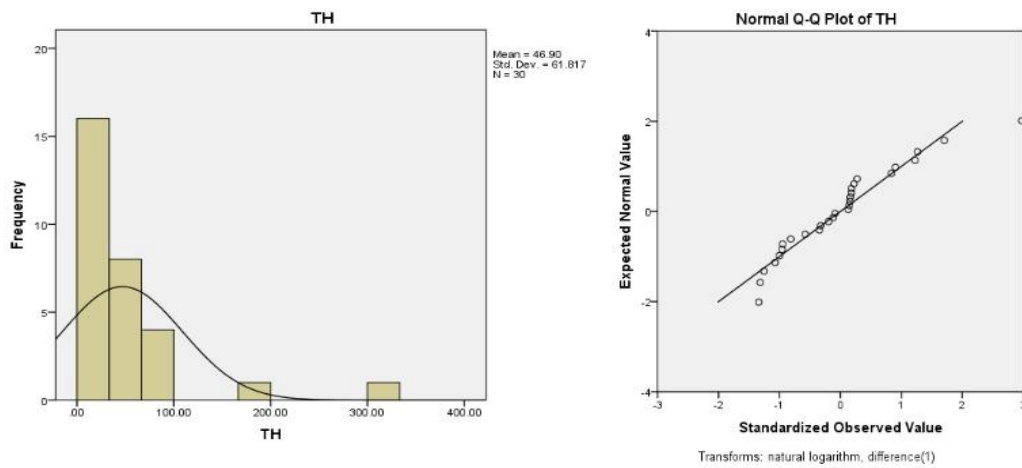 TH
Mean = 46.90
Std. Dev. = 61.817
N = 30
20
15
10
5
0
Frequency
.00
100.00
200.00
300.00
400.00
TH
Normal Q-Q Plot of TH
4
2
0
-2
-4
Expected Normal Value
-3
-2
-1
0
1
2
3
Standardized Observed Value
Transforms: natural logarithm, difference(1)